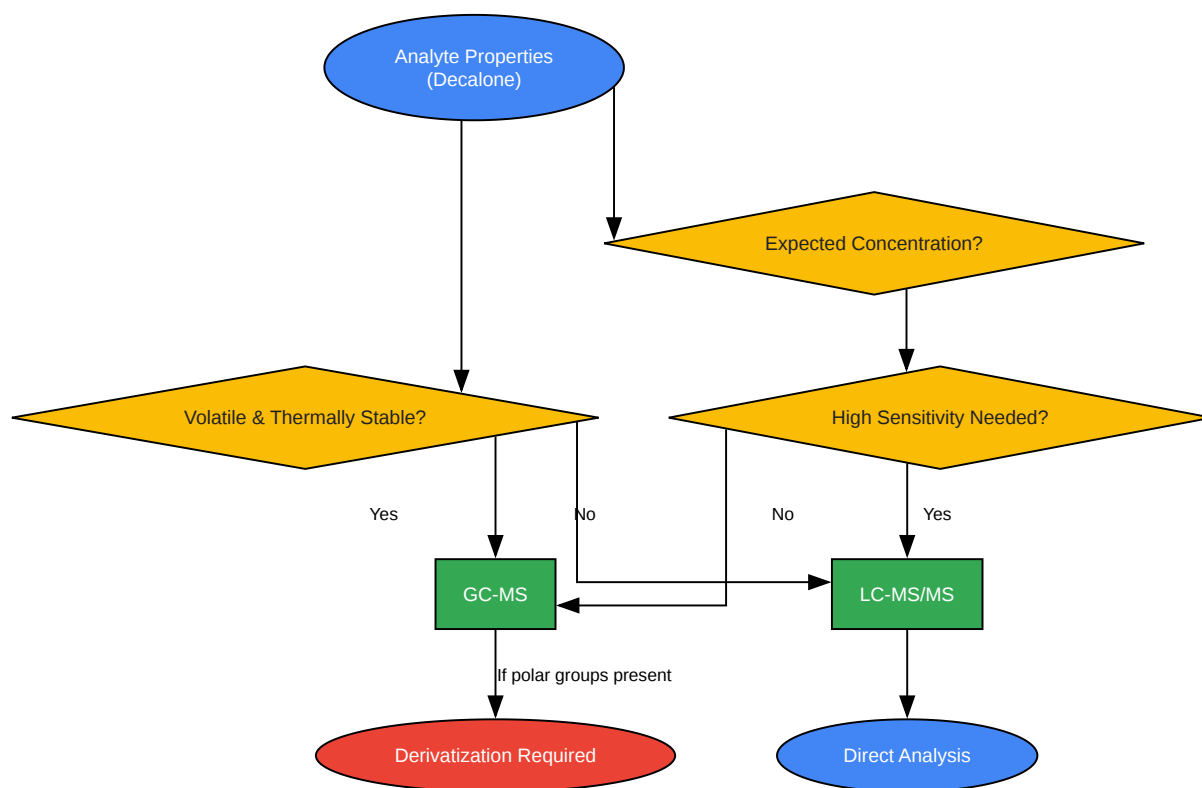 Analyte Properties
(Decalone)
Expected Concentration?
Volatile & Thermally Stable?
High Sensitivity Needed?
Yes
No
No
Yes
GC-MS
LC-MS/MS
If polar groups present
Derivatization Required
Direct Analysis